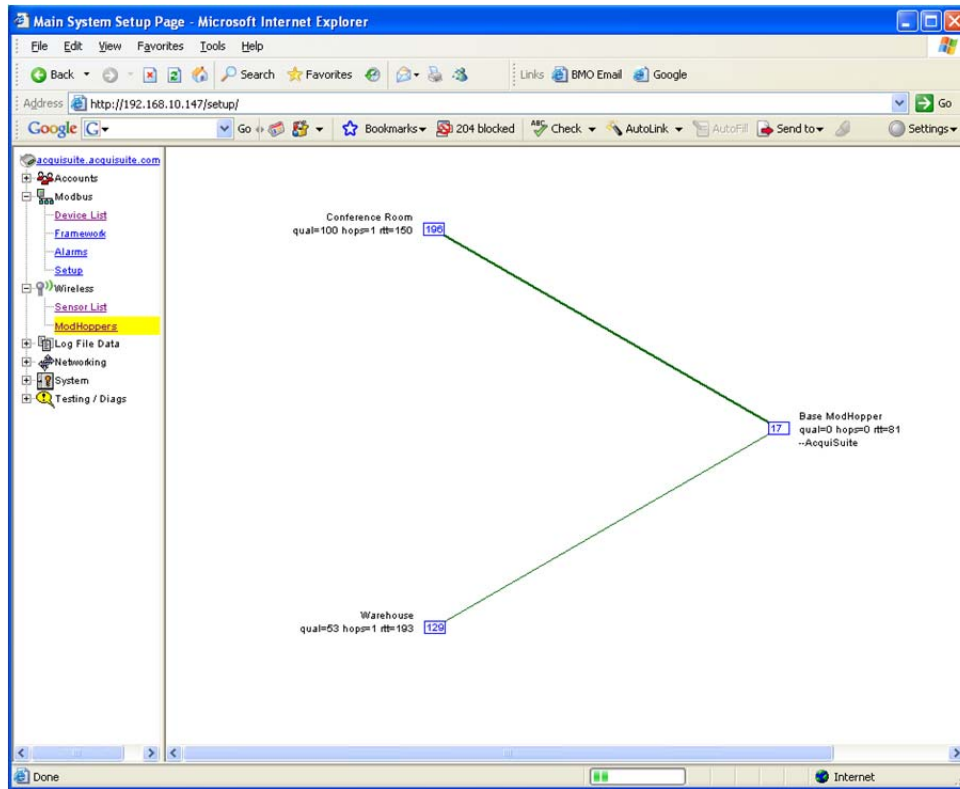 Main System Setup Page - Microsoft Internet Explorer
File Edit View Favorites Tools Help
Back Search Favorites Links BMO Email Google
Address http://192.168.10.147/setup/ Go
Google G Go Bookmarks 204 blocked ABC Check AutoLink AutoFill Send to Settings
acquisuite.acquisuite.com
Accounts
Modbus
Device List
Framework
Alarms
Setup
Wireless
Sensor List
ModHoppers
Log File Data
Networking
System
Testing / Diags
Conference Room
qual=100 hops=1 rtt=150 196
Base ModHopper
17 qual=0 hops=0 rtt=81
--AcquiSuite
Warehouse
qual=53 hops=1 rtt=193 129
Done Internet